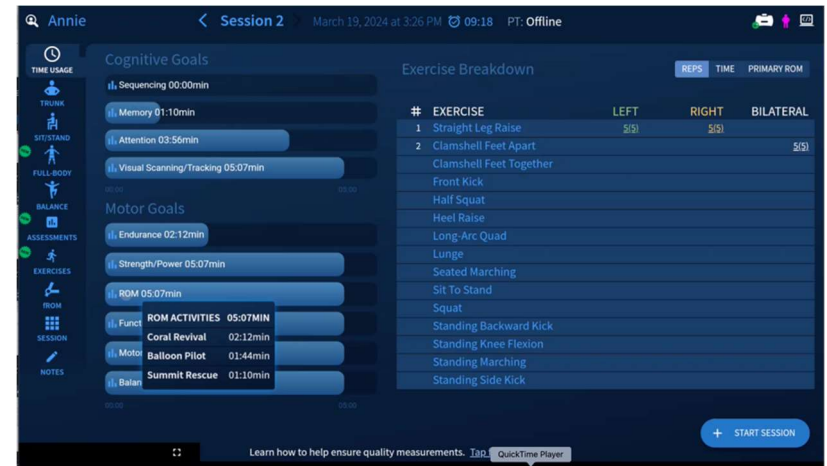 Annie
Session 2
March 19, 2024 at 3:26 PM 09:18 PT: Offline
TIME USAGE
TRUNK
SIT/STAND
FULL-BODY
BALANCE
ASSESSMENTS
EXERCISES
fROM
SESSION
NOTES
Cognitive Goals
Sequencing 00:00min
Memory 01:10min
Attention 03:56min
Visual Scanning/Tracking 05:07min
00:00 05:00
Motor Goals
Endurance 02:12min
Strength/Power 05:07min
ROM 05:07min
Funct
Motor
Balan
ROM ACTIVITIES 05:07MIN
Coral Revival 02:12min
Balloon Pilot 01:44min
Summit Rescue 01:10min
00:00 05:00
Exercise Breakdown
REPS TIME PRIMARY ROM
# EXERCISE LEFT RIGHT BILATERAL
1 Straight Leg Raise 5(5) 5(5)
2 Clamshell Feet Apart 5(5)
Clamshell Feet Together
Front Kick
Half Squat
Heel Raise
Long-Arc Quad
Lunge
Seated Marching
Sit To Stand
Squat
Standing Backward Kick
Standing Knee Flexion
Standing Marching
Standing Side Kick
+ START SESSION
Learn how to help ensure quality measurements. Tap
QuickTime Player